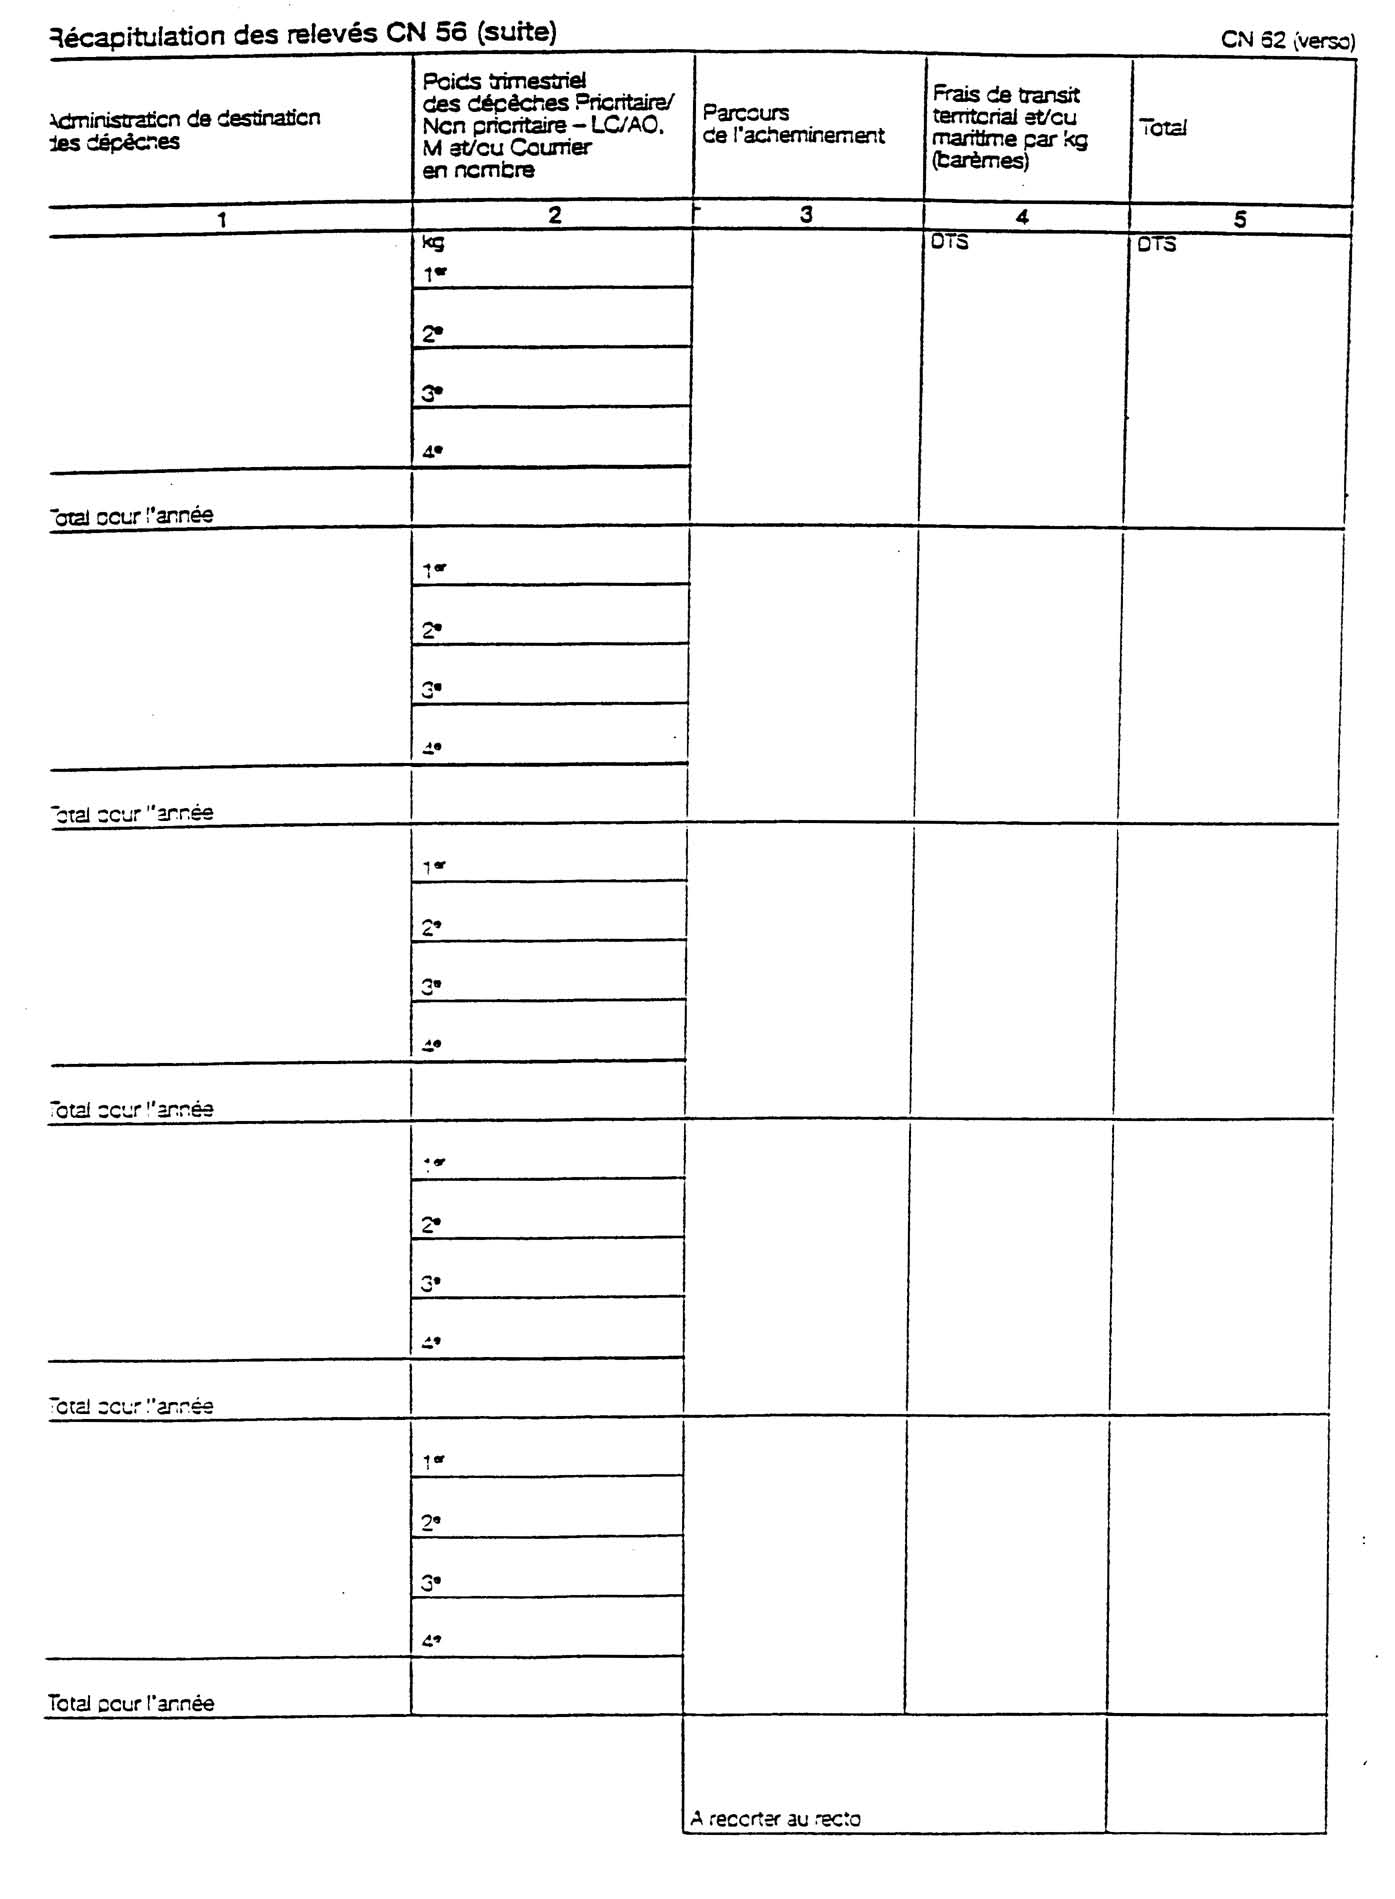 Récapitulation des relevés CN 56 (suite)
CN 62 (verso)
Administration de destination
des dépêches
Poids trimestriel
des dépêches Prioritaire/
Non prioritaire – LC/AO,
M et/ou Courrier
en nombre
Parcours
de l'acheminement
Frais de transit
territorial et/ou
maritime par kg
(barèmes)
Total
1
2
3
4
5
kg
DTS
DTS
1er
2e
3e
4e
Total pour l'année
1er
2e
3e
4e
Total pour l'année
1er
2e
3e
4e
Total pour l'année
1er
2e
3e
4e
Total pour l'année
1er
2e
3e
4e
Total pour l'année
A reporter au recto